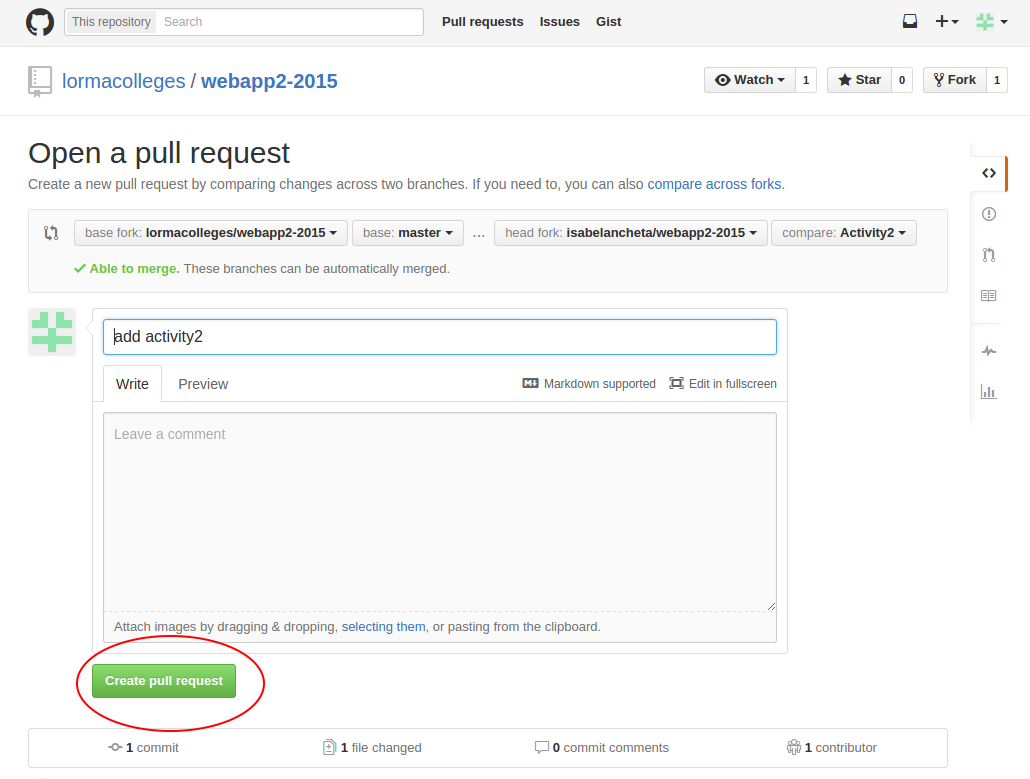 This repository Search Pull requests Issues Gist
lormacolleges / webapp2-2015 Watch 1 Star 0 Fork 1
Open a pull request
Create a new pull request by comparing changes across two branches. If you need to, you can also compare across forks.
base fork: lormacolleges/webapp2-2015 base: master ... head fork: isabelancheta/webapp2-2015 compare: Activity2
Able to merge. These branches can be automatically merged.
add activity2
Write Preview Markdown supported Edit in fullscreen
Leave a comment
Attach images by dragging & dropping, selecting them, or pasting from the clipboard.
Create pull request
1 commit 1 file changed 0 commit comments 1 contributor